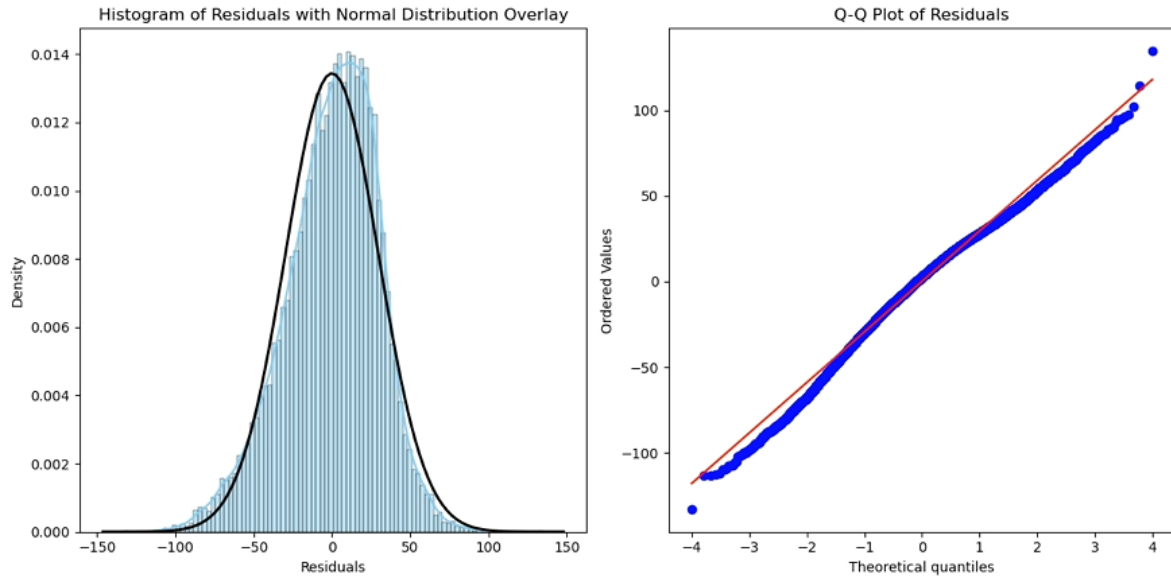 Histogram of Residuals with Normal Distribution Overlay
0.014
0.012
0.010
0.008
0.006
0.004
0.002
0.000
Density
−150 −100 −50 0 50 100 150
Residuals
Q-Q Plot of Residuals
100
50
0
−50
−100
Ordered Values
−4 −3 −2 −1 0 1 2 3 4
Theoretical quantiles